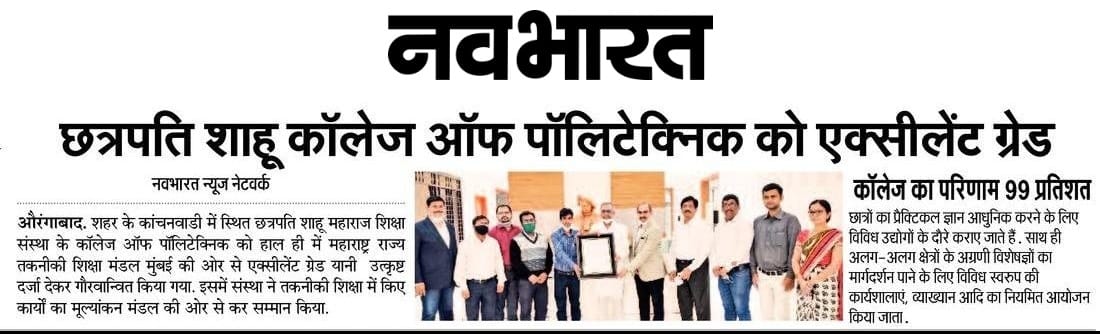 नवभारत
छत्रपति शाहू कॉलेज ऑफ पॉलिटेक्निक को एक्सीलेंट ग्रेड
नवभारत न्यूज नेटवर्क
औरंगाबाद. शहर के कांचनवाडी में स्थित छत्रपति शाहू महाराज शिक्षा
संस्था के कॉलेज ऑफ पॉलिटेक्निक को हाल ही में महाराष्ट्र राज्य
तकनीकी शिक्षा मंडल मुंबई की ओर से एक्सीलेंट ग्रेड यानी उत्कृष्ट
दर्जा देकर गौरवान्वित किया गया. इसमें संस्था ने तकनीकी शिक्षा में किए
कार्यों का मूल्यांकन मंडल की ओर से कर सम्मान किया.
कॉलेज का परिणाम 99 प्रतिशत
छात्रों का प्रैक्टिकल ज्ञान आधुनिक करने के लिए
विविध उद्योगों के दौरे कराए जाते हैं. साथ ही
अलग-अलग क्षेत्रों के अग्रणी विशेषज्ञों का
मार्गदर्शन पाने के लिए विविध स्वरुप की
कार्यशालाएं, व्याख्यान आदि का नियमित आयोजन
किया जाता.